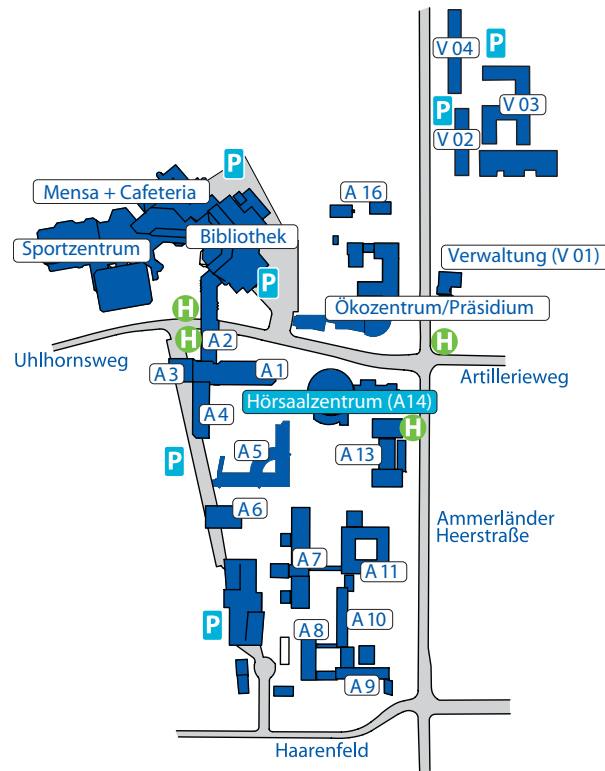 V 04
P
V 03
P
V 02
P
Mensa + Cafeteria
A 16
Bibliothek
Sportzentrum
Verwaltung (V 01)
P
Ökozentrum/Präsidium
H
H
H
A 2
Uhlhornsweg
A 3
A 1
Artillerieweg
Hörsaalzentrum (A14)
A 4
H
P
A 5
A 13
A 6
Ammerländer
Heerstraße
A 7
A 11
P
A 10
A 8
A 9
Haarenfeld